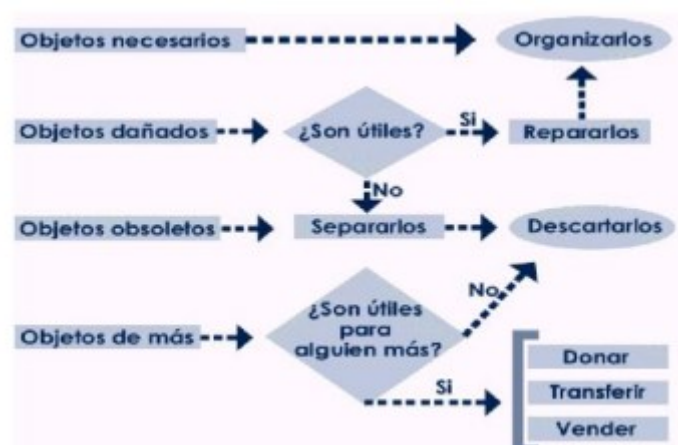 Objetos necesarios
Organizarlos
Objetos dañados
¿Son útiles?
Si
Repararlos
No
Objetos obsoletos
Separarlos
Descartarlos
Objetos de más
¿Son útiles
para
alguien más?
No
Si
Donar
Transferir
Vender